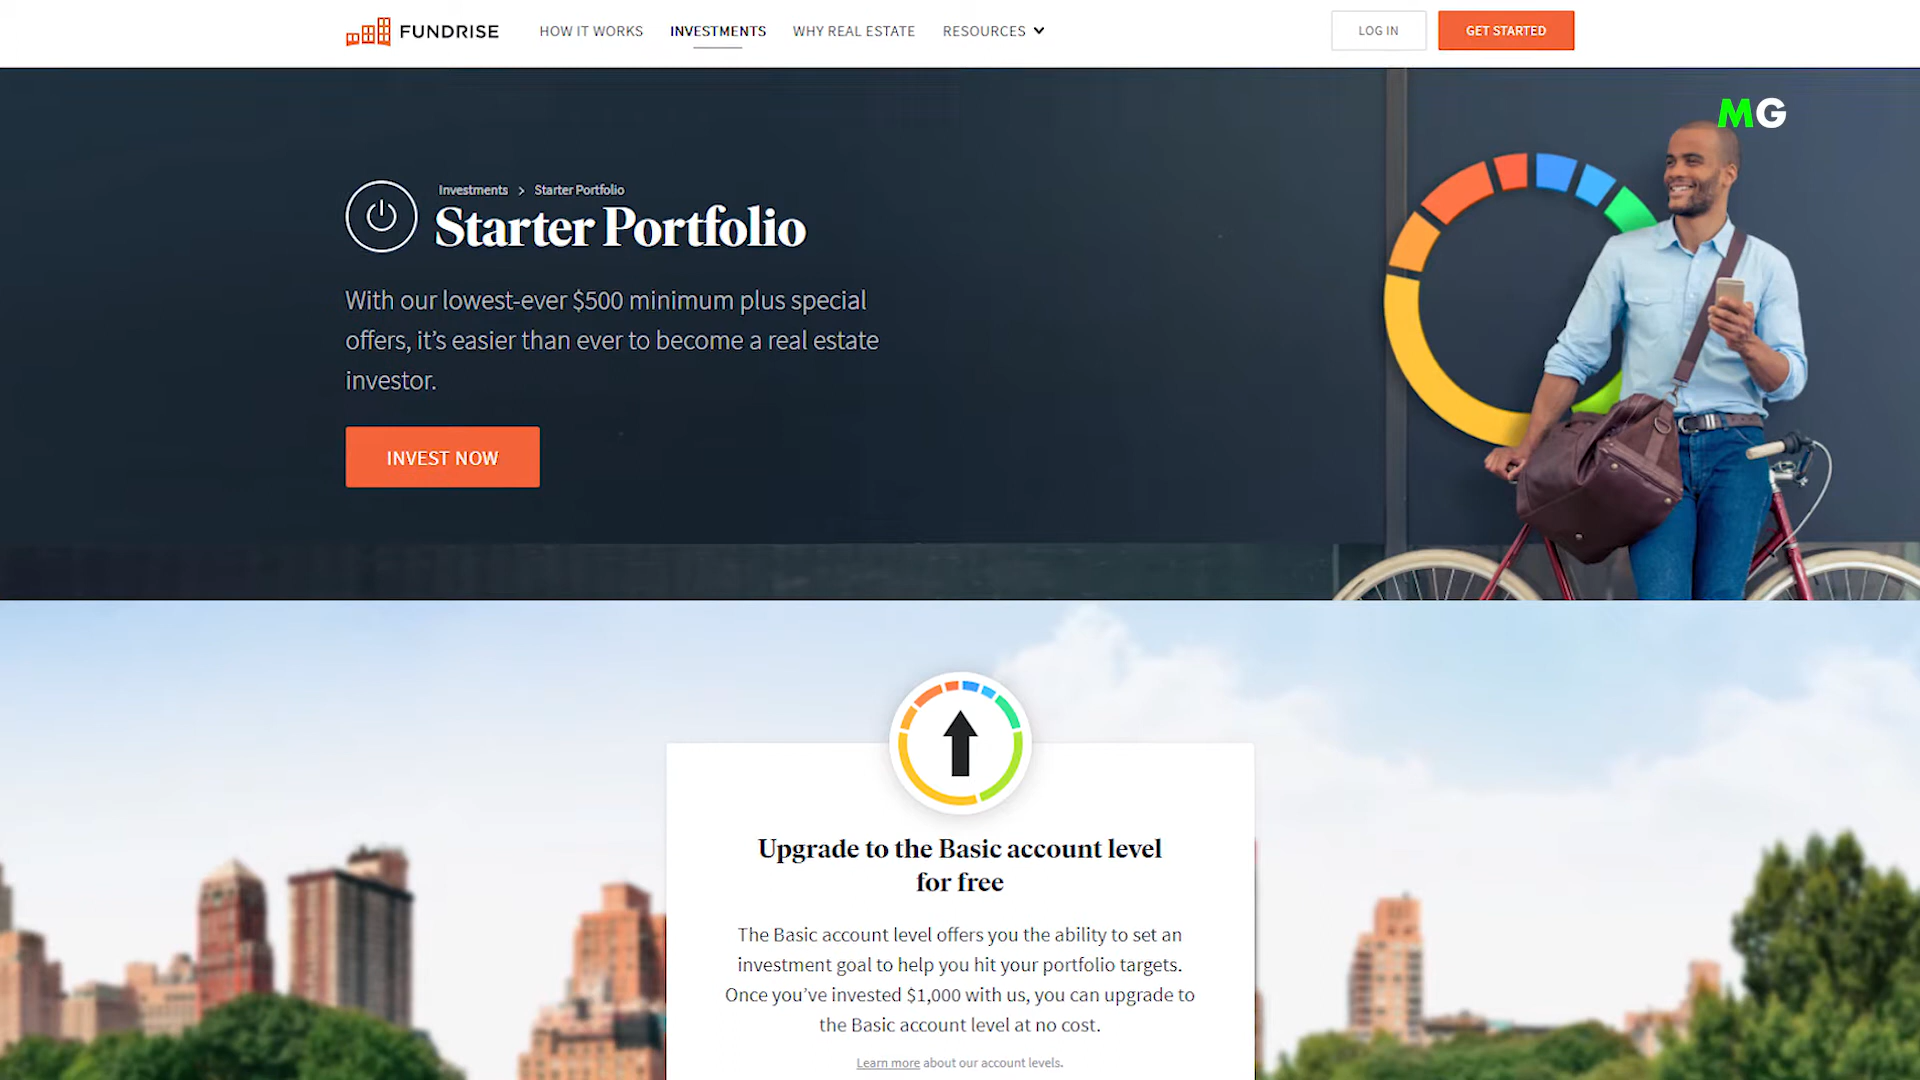 FUNDRISE
HOW IT WORKS
INVESTMENTS
WHY REAL ESTATE
RESOURCES
LOG IN
GET STARTED
MG
Investments > Starter Portfolio
Starter Portfolio
With our lowest-ever $500 minimum plus special
offers, it’s easier than ever to become a real estate
investor.
INVEST NOW
Upgrade to the Basic account level
for free
The Basic account level offers you the ability to set an
investment goal to help you hit your portfolio targets.
Once you’ve invested $1,000 with us, you can upgrade to
the Basic account level at no cost.
Learn more about our account levels.